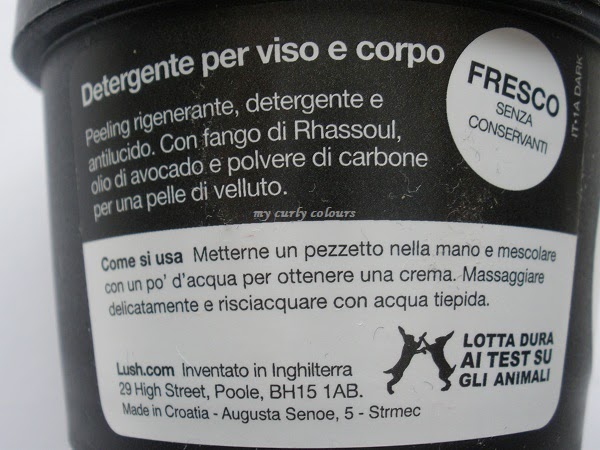 Detergente per viso e corpo
Peeling rigenerante, detergente e
antilucido. Con fango di Rhassoul,
olio di avocado e polvere di carbone
per una pelle di velluto.
FRESCO
SENZA
CONSERVANTI
IT•1A DARK
my curly colours
Come si usa Metterne un pezzetto nella mano e mescolare
con un po' d'acqua per ottenere una crema. Massaggiare
delicatamente e risciacquare con acqua tiepida.
LOTTA DURA
AI TEST SU
GLI ANIMALI
Lush.com Inventato in Inghilterra
29 High Street, Poole, BH15 1AB.
Made in Croatia - Augusta Senoe, 5 - Strmec